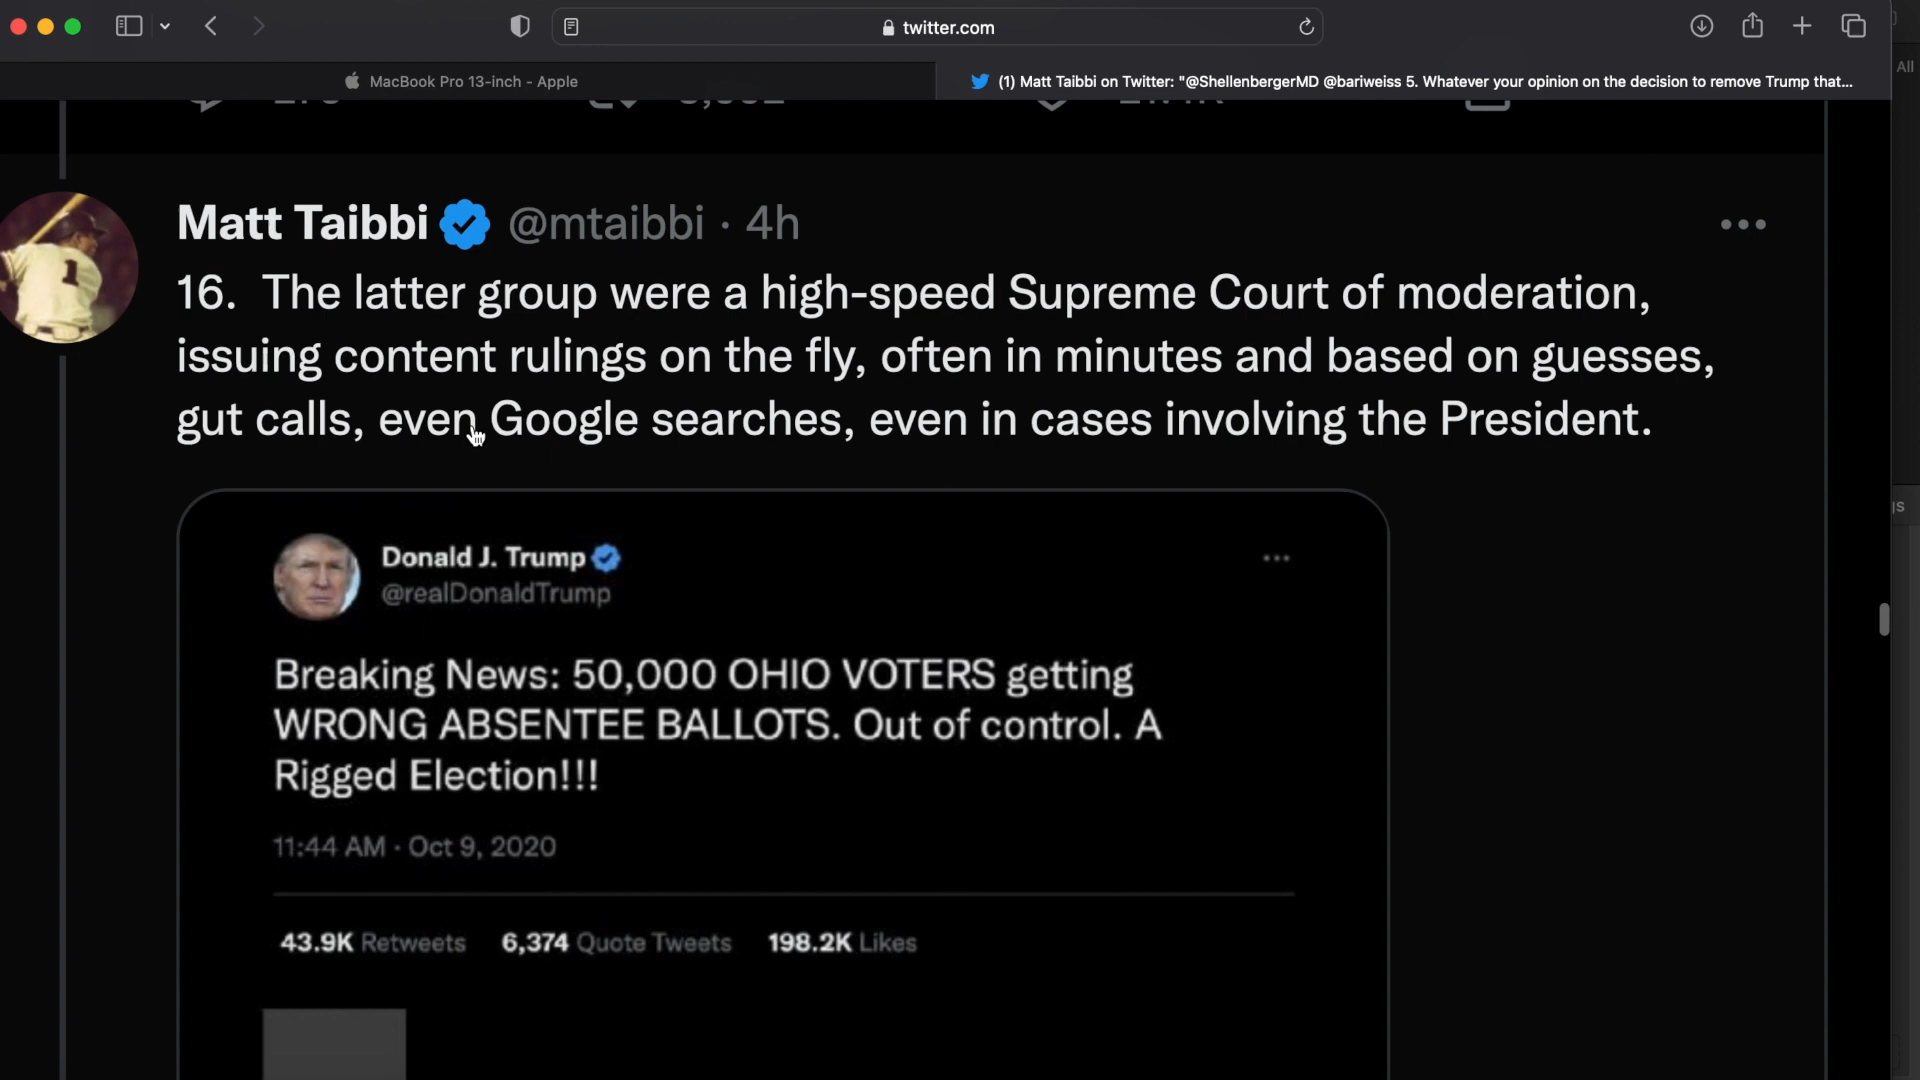 twitter.com
MacBook Pro 13-inch - Apple
(1) Matt Taibbi on Twitter: "@ShellenbergerMD @bariweiss 5. Whatever your opinion on the decision to remove Trump that...
All
Matt Taibbi @mtaibbi · 4h
16.  The latter group were a high-speed Supreme Court of moderation,
issuing content rulings on the fly, often in minutes and based on guesses,
gut calls, even Google searches, even in cases involving the President.
1
Donald J. Trump
@realDonaldTrump
Breaking News: 50,000 OHIO VOTERS getting
WRONG ABSENTEE BALLOTS. Out of control. A
Rigged Election!!!
11:44 AM · Oct 9, 2020
43.9K Retweets 6,374 Quote Tweets 198.2K Likes